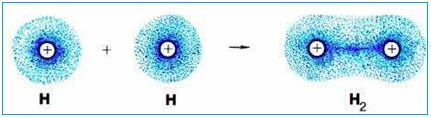 + + + → + +
H H H₂